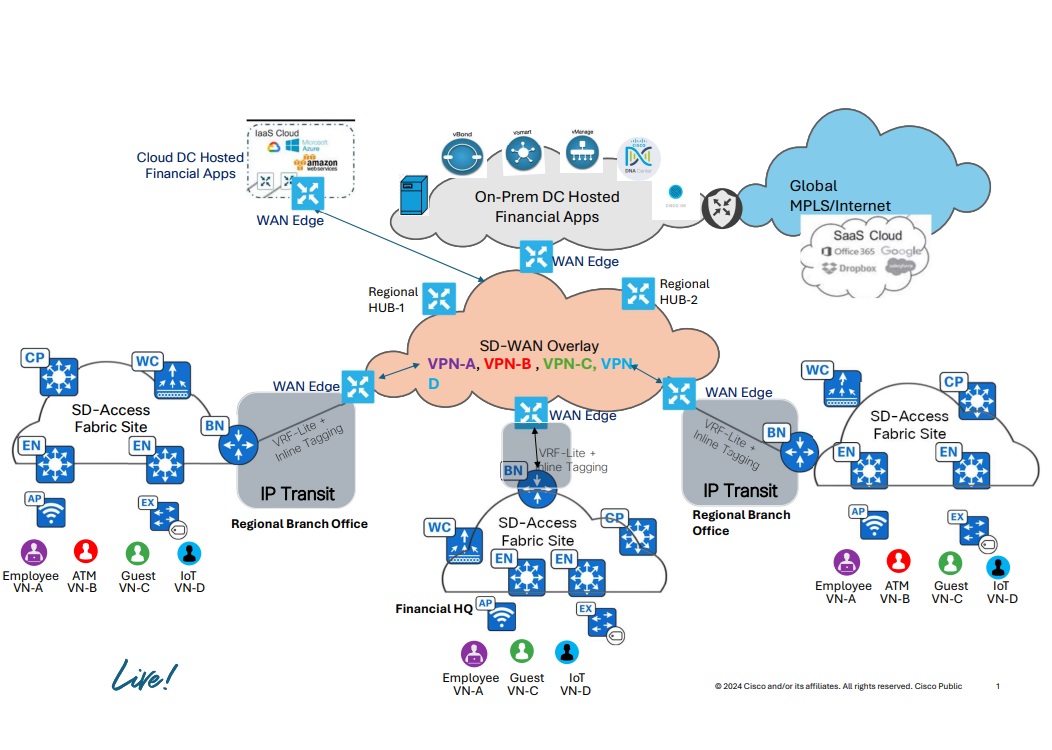 IaaS Cloud
Microsoft
Azure
amazon
webservices
Cloud DC Hosted
Financial Apps
WAN Edge
vBond
vSmart
vManage
CISCO
DNA Center
On-Prem DC Hosted
Financial Apps
Global
MPLS/Internet
SaaS Cloud
Office 365
Google
Dropbox
salesforce
WAN Edge
Regional
HUB-1
Regional
HUB-2
SD-WAN Overlay
VPN-A, VPN-B , VPN-C, VPN-
D
WAN Edge
WAN Edge
WAN Edge
CP
WC
SD-Access
Fabric Site
BN
EN
EN
AP
EX
VRF-Lite +
Inline Tagging
IP Transit
Regional Branch Office
Employee
VN-A
ATM
VN-B
Guest
VN-C
IoT
VN-D
VRF-Lite +
Inline Tagging
BN
WC
SD-Access
Fabric Site
CP
EN
EN
Financial HQ
AP
EX
Employee
VN-A
Guest
VN-C
IoT
VN-D
VRF-Lite +
Inline Tagging
IP Transit
Regional Branch
Office
BN
WC
CP
SD-Access
Fabric Site
EN
EN
AP
EX
Employee
VN-A
ATM
VN-B
Guest
VN-C
IoT
VN-D
Live!
© 2024 Cisco and/or its affiliates. All rights reserved. Cisco Public
1